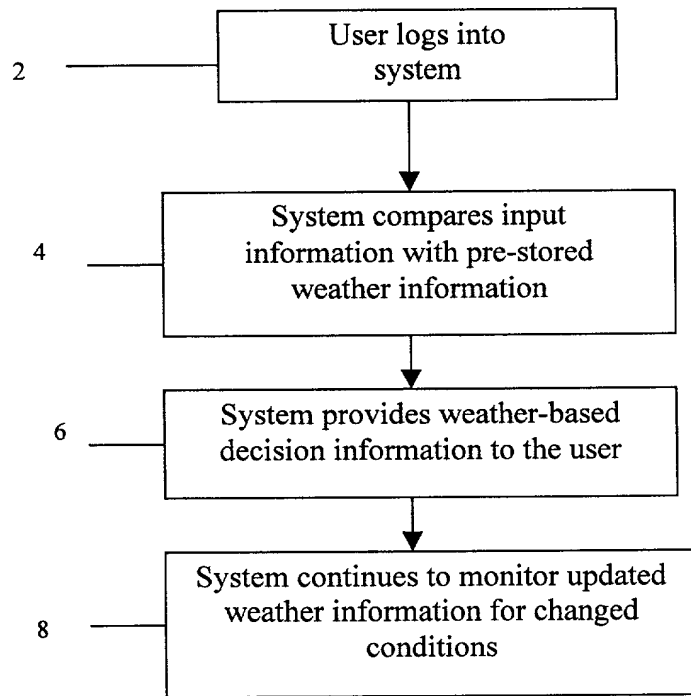 2
User logs into
system
4
System compares input
information with pre-stored
weather information
6
System provides weather-based
decision information to the user
8
System continues to monitor updated
weather information for changed
conditions